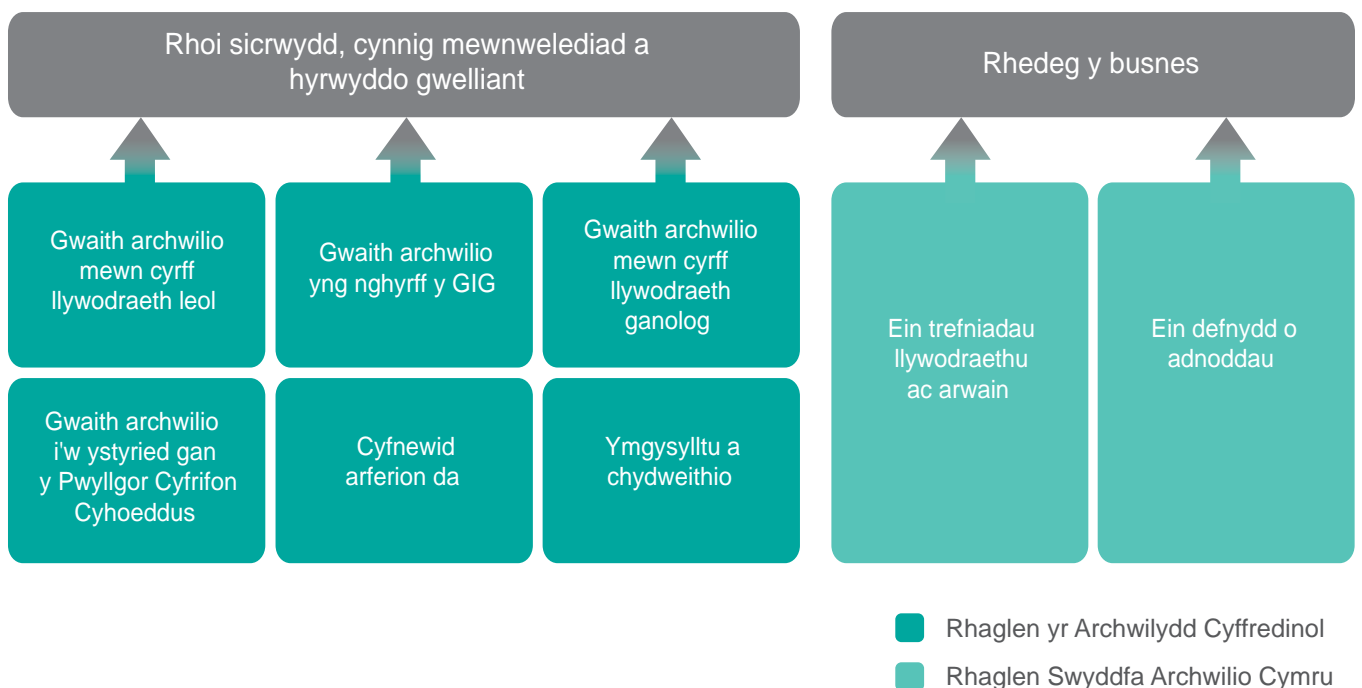 Rhoi sicrwydd, cynnig mewnwelediad a
hyrwyddo gwelliant
Rhedeg y busnes
Gwaith archwilio
mewn cyrff
llywodraeth leol
Gwaith archwilio
yng nghyrff y GIG
Gwaith archwilio
mewn cyrff
llywodraeth
ganolog
Ein trefniadau
llywodraethu
ac arwain
Ein defnydd o
adnoddau
Gwaith archwilio
i'w ystyried gan
y Pwyllgor Cyfrifon
Cyhoeddus
Cyfnewid
arferion da
Ymgysylltu a
chydweithio
Rhaglen yr Archwilydd Cyffredinol
Rhaglen Swyddfa Archwilio Cymru